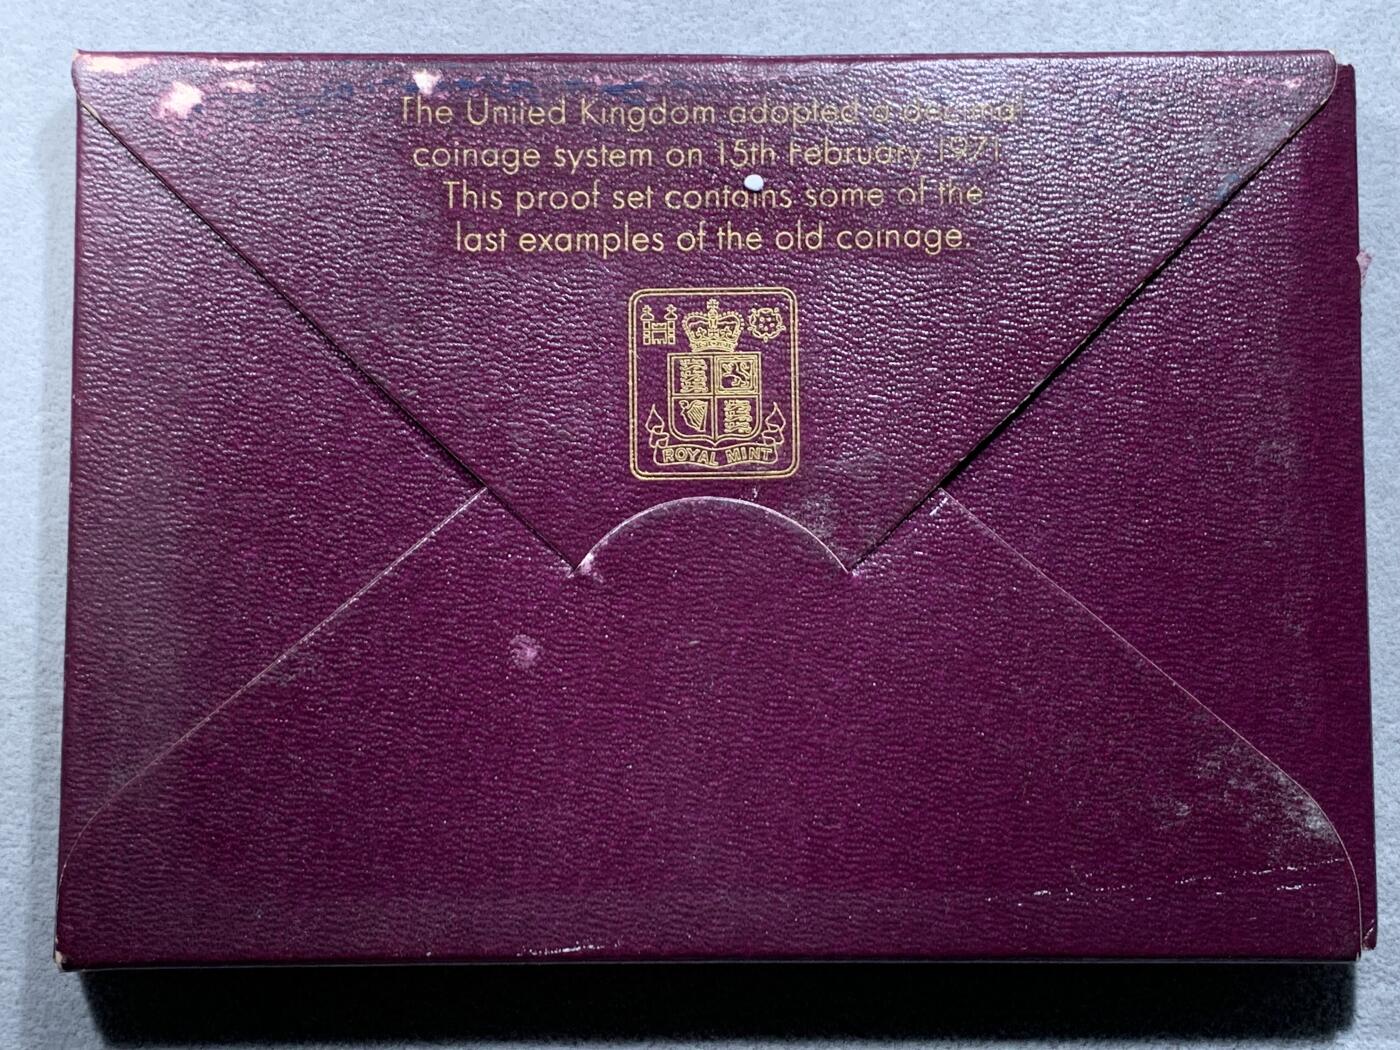 The United Kingdom adopted a decimal
coinage system on 15th February 1971.
This proof set contains some of the
last examples of the old coinage.
ROYAL MINT